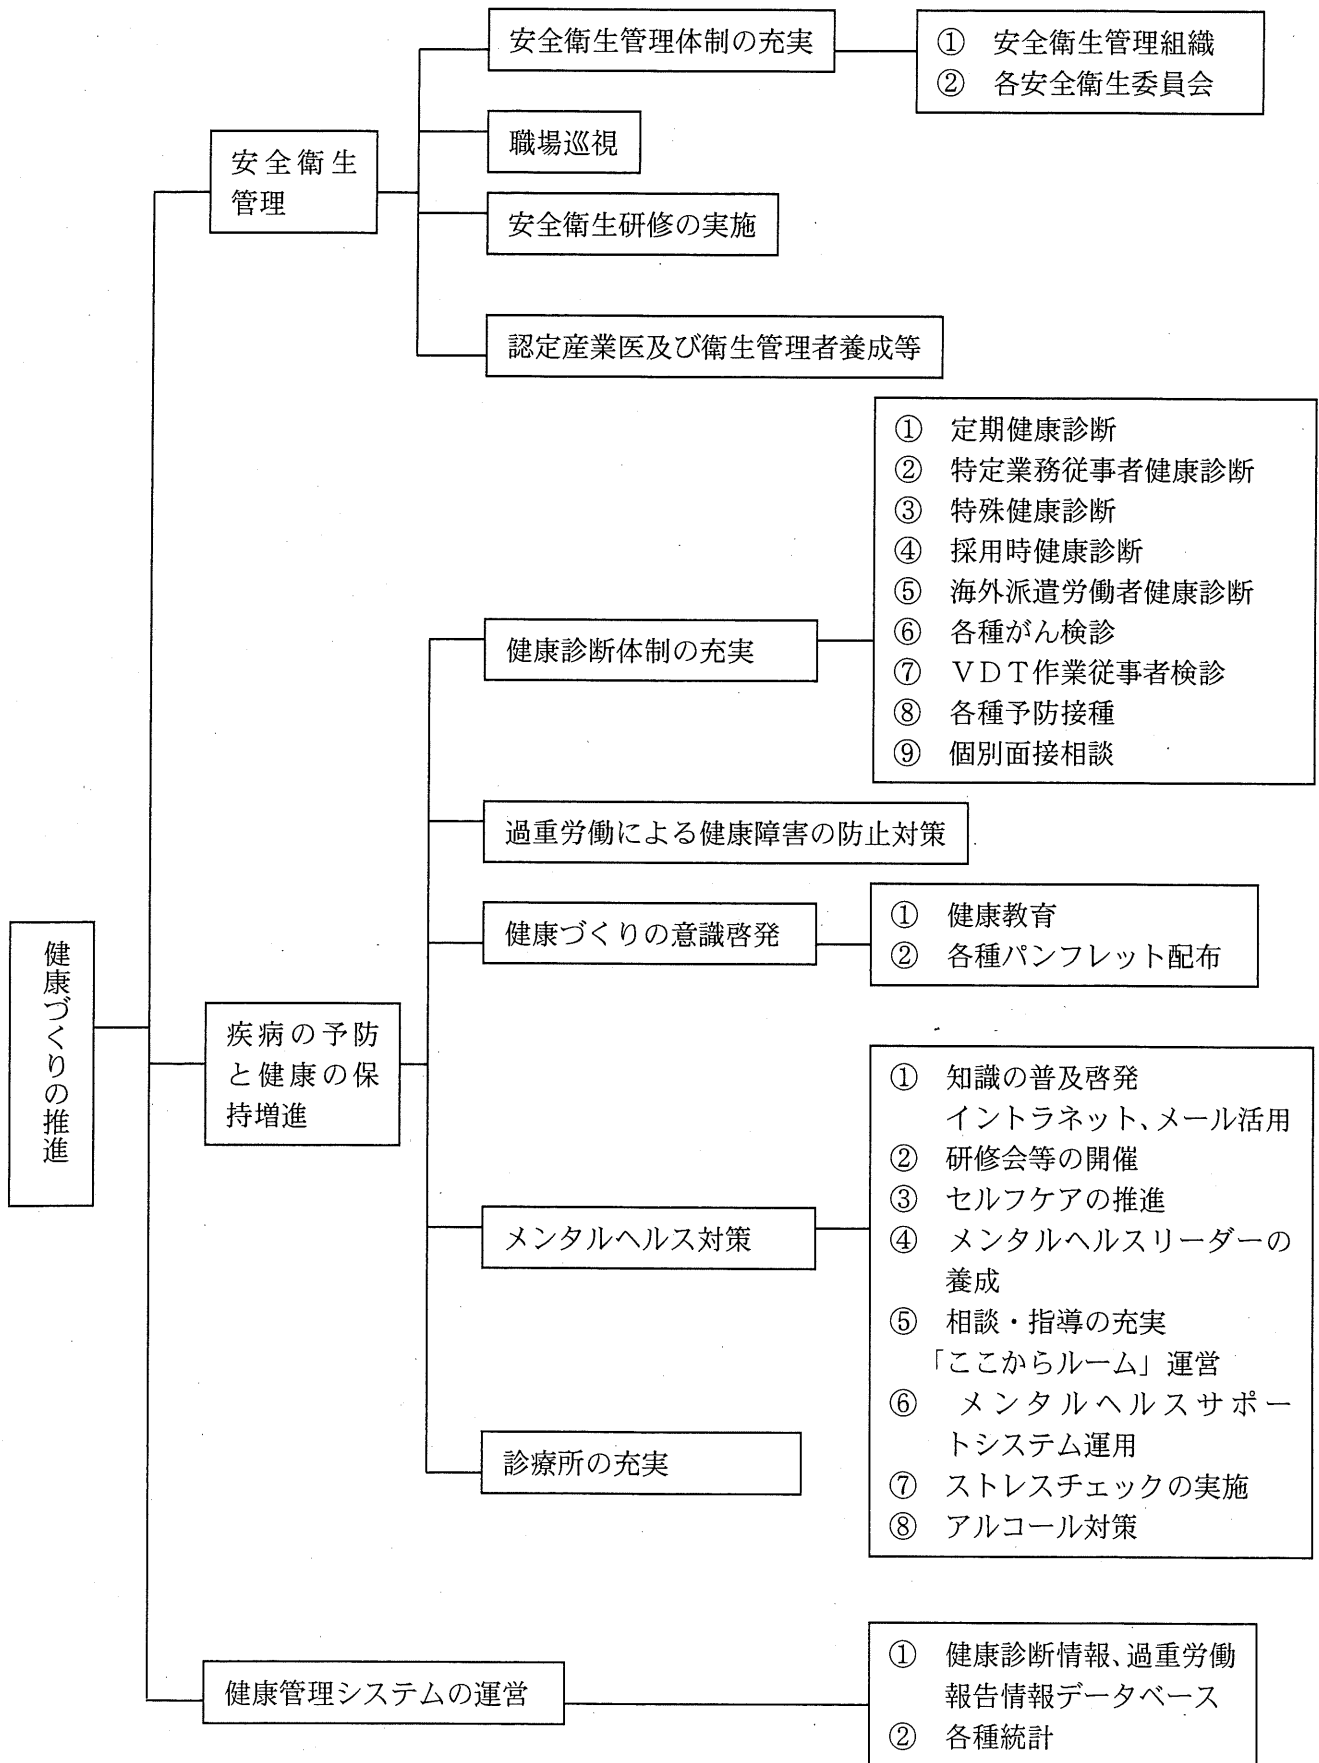 安全衛生管理体制の充実
① 安全衛生管理組織
② 各安全衛生委員会
職場巡視
安全衛生
管理
安全衛生研修の実施
認定産業医及び衛生管理者養成等
① 定期健康診断
② 特定業務従事者健康診断
③ 特殊健康診断
④ 採用時健康診断
⑤ 海外派遣労働者健康診断
⑥ 各種がん検診
⑦ ＶＤＴ作業従事者検診
⑧ 各種予防接種
⑨ 個別面接相談
健康診断体制の充実
過重労働による健康障害の防止対策
健康づくりの意識啓発
① 健康教育
② 各種パンフレット配布
健康づくりの推進
疾病の予防
と健康の保
持増進
① 知識の普及啓発
イントラネット、メール活用
② 研修会等の開催
③ セルフケアの推進
④ メンタルヘルスリーダーの
養成
⑤ 相談・指導の充実
「ここからルーム」運営
⑥ メンタルヘルスサポー
トシステム運用
⑦ ストレスチェックの実施
⑧ アルコール対策
メンタルヘルス対策
診療所の充実
健康管理システムの運営
① 健康診断情報、過重労働
報告情報データベース
② 各種統計